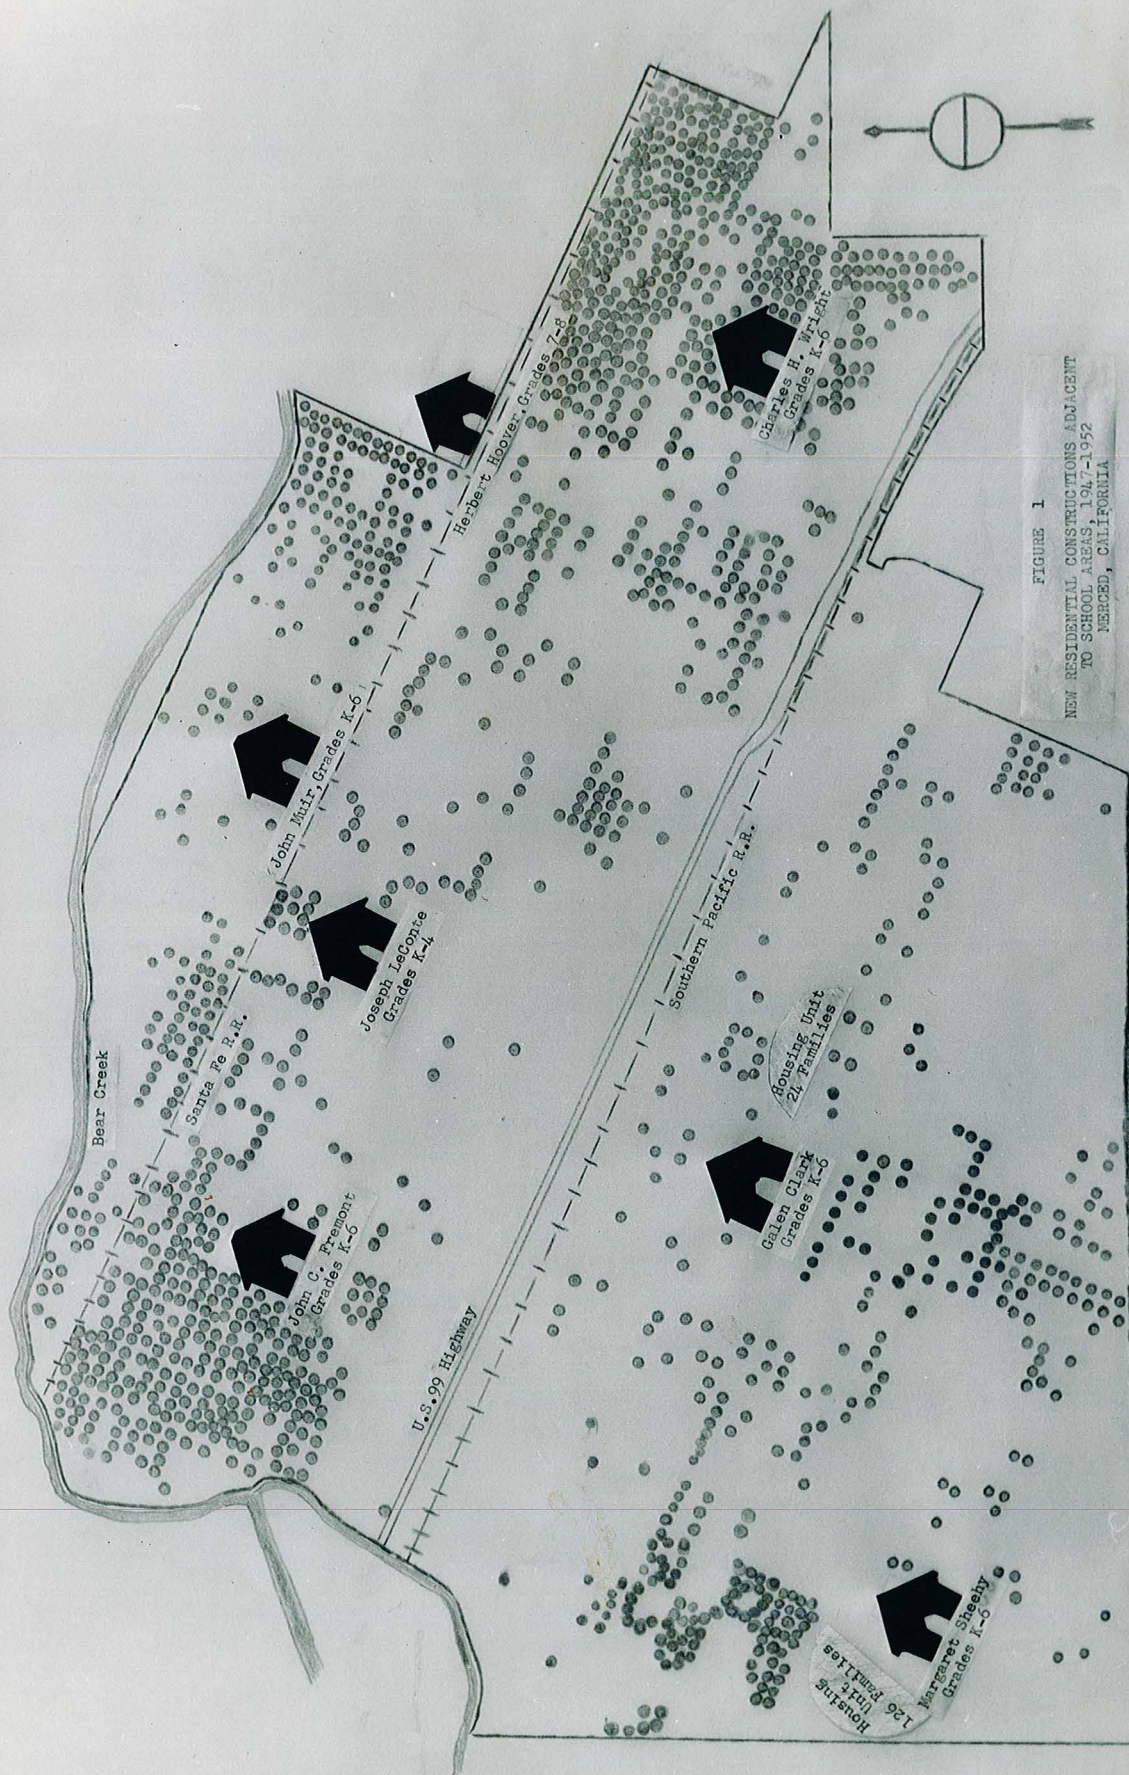 Bear Creek
Santa Fe R.R.
John C. Fremont
Grades K-6
Joseph LeConte
Grades K-4
John Muir, Grades K-6
Herbert Hoover, Grades 7-8
Charles H. Wright
Grades K-6
U.S.99 Highway
Southern Pacific R.R.
Housing Unit
24 Families
Galen Clark
Grades K-6
Housing
Unit
126 Families
Margaret Sheehy
Grades K-6
FIGURE 1
NEW RESIDENTIAL CONSTRUCTIONS ADJACENT
TO SCHOOL AREAS, 1947-1952
MERCED, CALIFORNIA